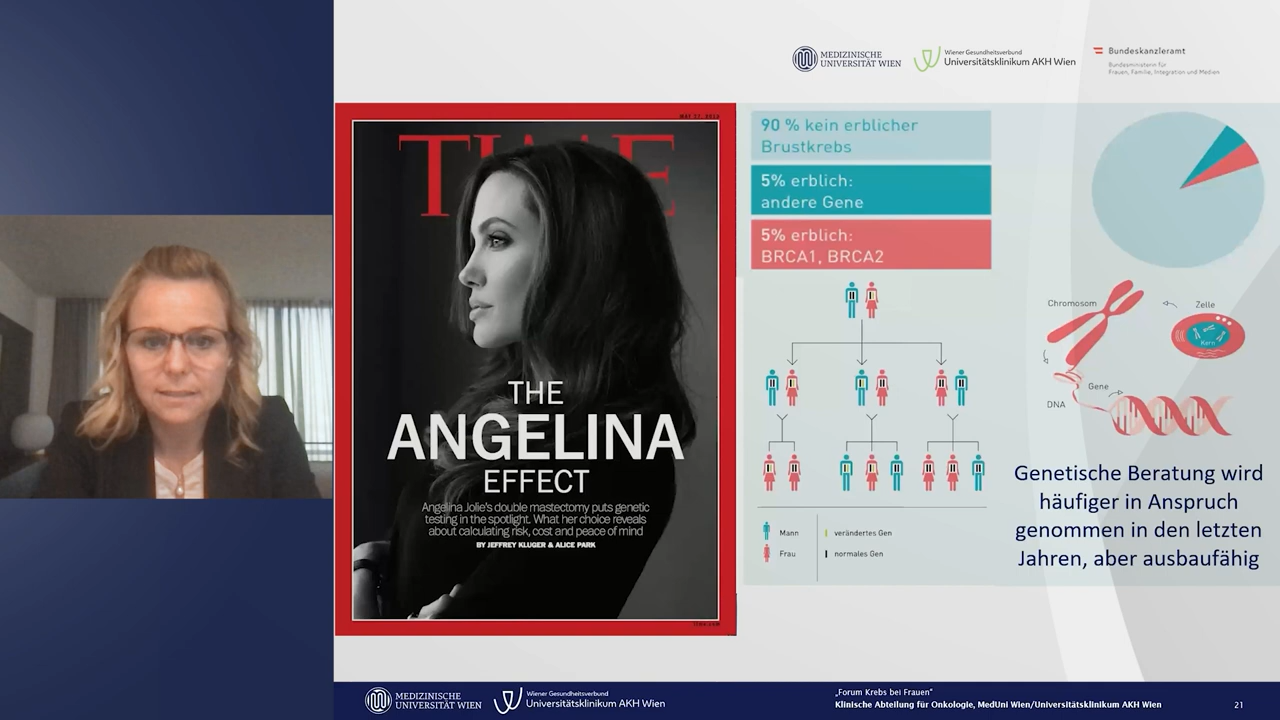 MEDIZINISCHE
UNIVERSITÄT WIEN
Wiener Gesundheitsverbund
Universitätsklinikum AKH Wien
Bundeskanzleramt
Bundesministerin für
Frauen, Familie, Integration und Medien
TIME
THE
ANGELINA
EFFECT
Angelina Jolie's double mastectomy puts genetic
testing in the spotlight. What her choice reveals
about calculating risk, cost and peace of mind
BY JEFFREY KLUGER & ALICE PARK
90 % kein erblicher
Brustkrebs
5% erblich:
andere Gene
5% erblich:
BRCA1, BRCA2
Mann
Frau
verändertes Gen
normales Gen
Chromosom
Zelle
Kern
Gene
DNA
Genetische Beratung wird
häufiger in Anspruch
genommen in den letzten
Jahren, aber ausbaufähig
MEDIZINISCHE
UNIVERSITÄT WIEN
Wiener Gesundheitsverbund
Universitätsklinikum AKH Wien
„Forum Krebs bei Frauen"
Klinische Abteilung für Onkologie, MedUni Wien/Universitätsklinikum AKH Wien
21